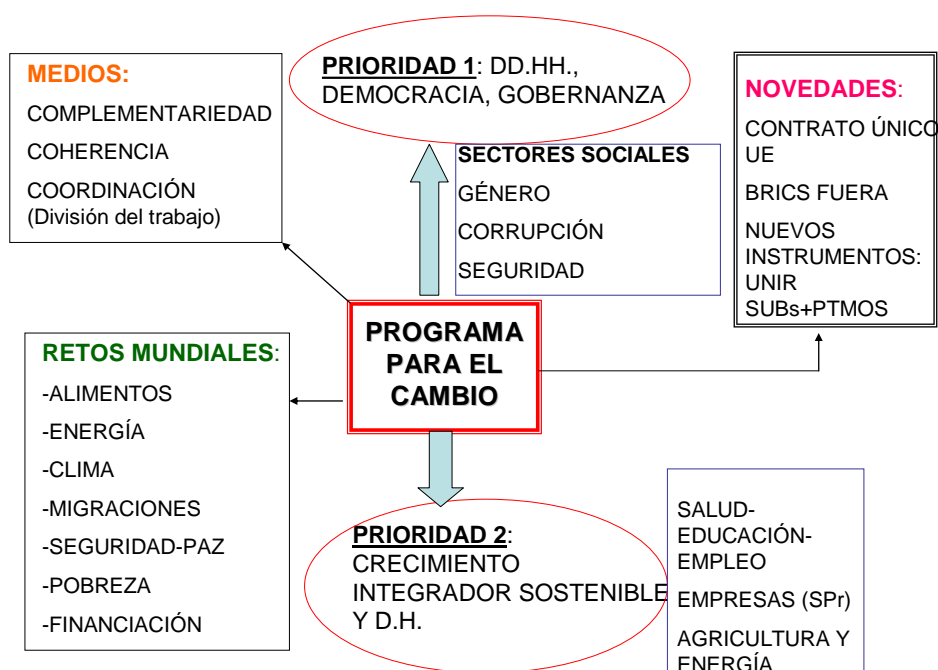 MEDIOS:
COMPLEMENTARIEDAD
COHERENCIA
COORDINACIÓN
(División del trabajo)
PRIORIDAD 1: DD.HH.,
DEMOCRACIA, GOBERNANZA
SECTORES SOCIALES
GÉNERO
CORRUPCIÓN
SEGURIDAD
NOVEDADES:
CONTRATO ÚNICO
UE
BRICS FUERA
NUEVOS
INSTRUMENTOS:
UNIR
SUBs+PTMOS
PROGRAMA
PARA EL
CAMBIO
RETOS MUNDIALES:
-ALIMENTOS
-ENERGÍA
-CLIMA
-MIGRACIONES
-SEGURIDAD-PAZ
-POBREZA
-FINANCIACIÓN
PRIORIDAD 2:
CRECIMIENTO
INTEGRADOR SOSTENIBLE
Y D.H.
SALUD-
EDUCACIÓN-
EMPLEO
EMPRESAS (SPr)
AGRICULTURA Y
ENERGÍA